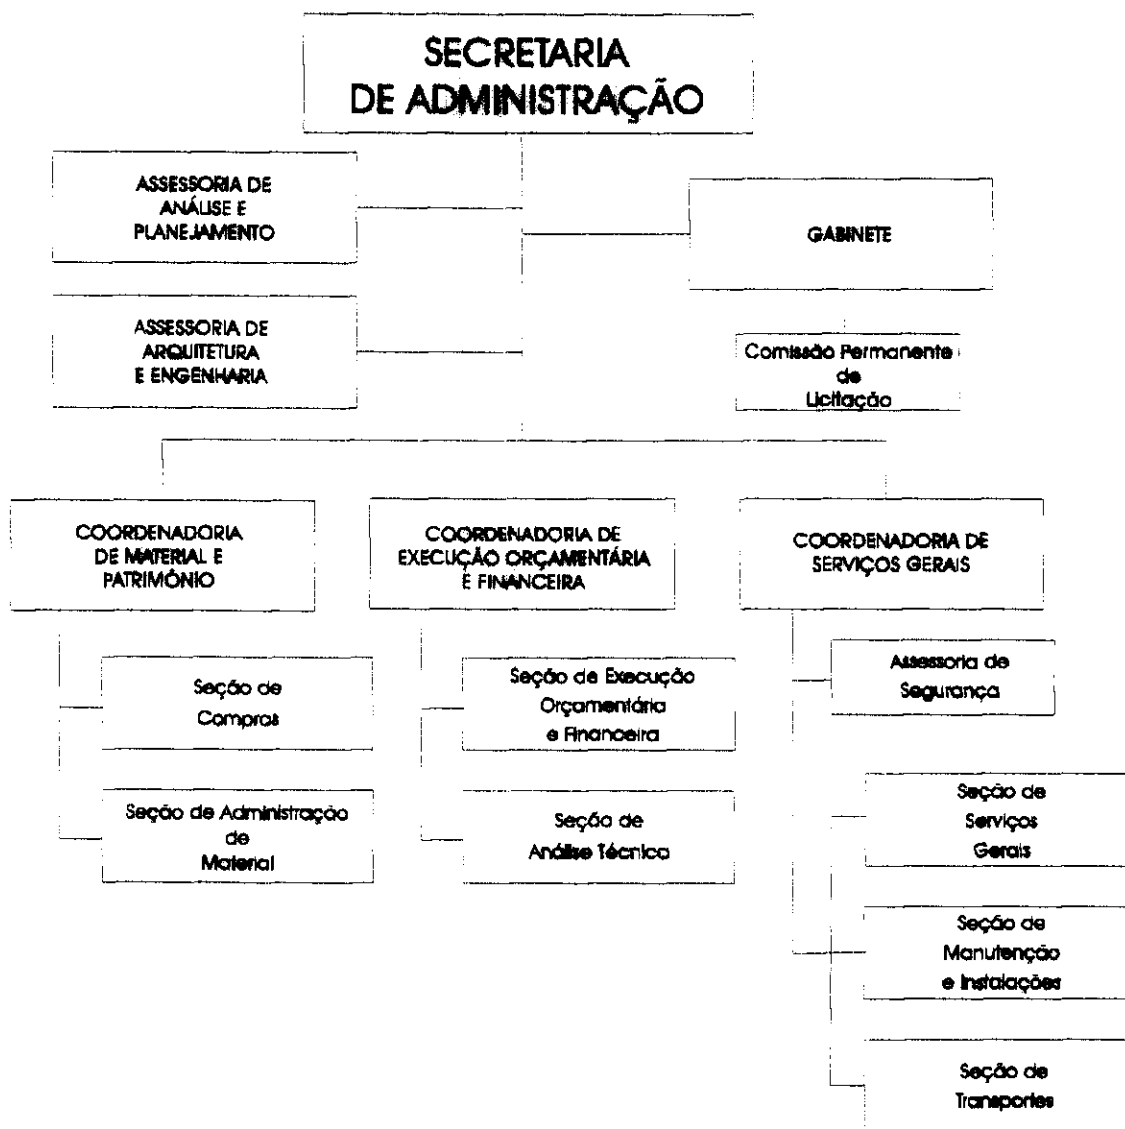 SECRETARIA
DE ADMINISTRAÇÃO
ASSESSORIA DE
ANÁLISE E
PLANEJAMENTO
GABINETE
ASSESSORIA DE
ARQUITETURA
E ENGENHARIA
Comissão Permanente
de
Licitação
COORDENADORIA
DE MATERIAL E
PATRIMÔNIO
COORDENADORIA DE
EXECUÇÃO ORÇAMENTÁRIA
E FINANCEIRA
COORDENADORIA DE
SERVIÇOS GERAIS
Seção de
Compras
Seção de Administração
de
Material
Seção de Execução
Orçamentária
e Financeira
Seção de
Análise Técnica
Assessoria de
Segurança
Seção de
Serviços
Gerais
Seção de
Manutenção
e Instalações
Seção de
Transportes